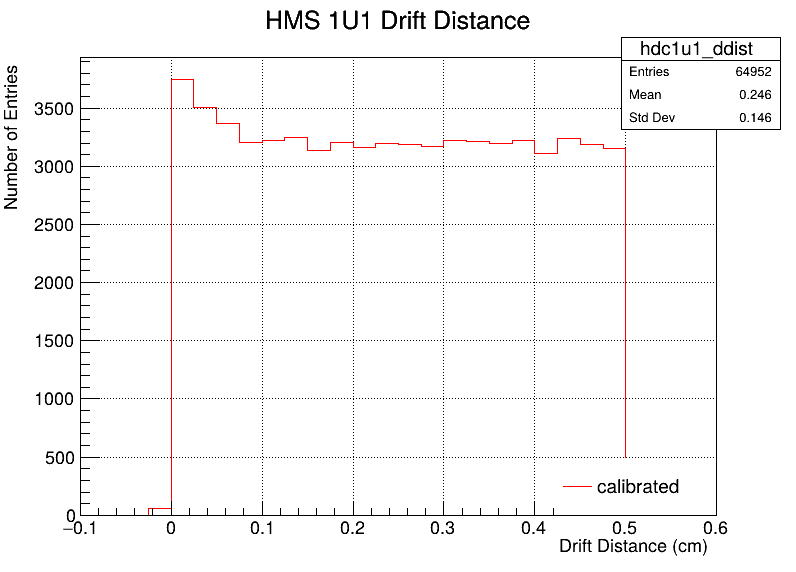 HMS 1U1 Drift Distance
hdc1u1_ddist
Entries 64952
Mean 0.246
Std Dev 0.146
Number of Entries
3500
3000
2500
2000
1500
1000
500
0
−0.1 0 0.1 0.2 0.3 0.4 0.5 0.6
calibrated
Drift Distance (cm)